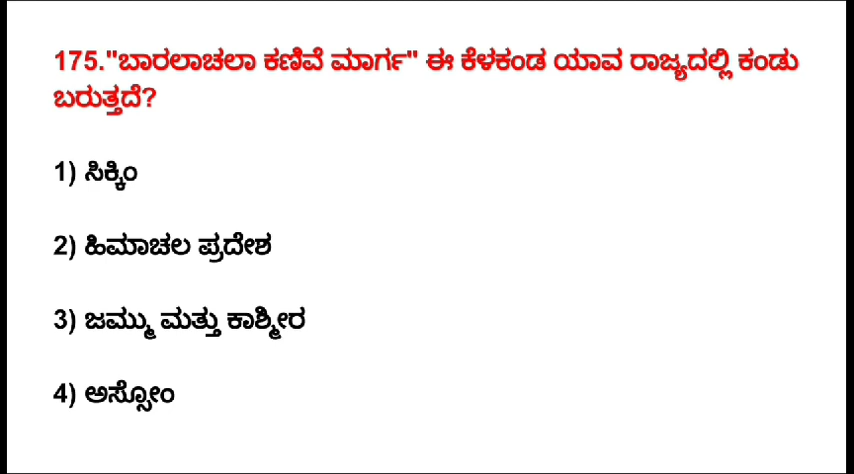 175."ಬಾರಲಾಚಲಾ ಕಣಿವೆ ಮಾರ್ಗ" ಈ ಕೆಳಕಂಡ ಯಾವ ರಾಜ್ಯದಲ್ಲಿ ಕಂಡು
ಬರುತ್ತದೆ?
1) ಸಿಕ್ಕಿಂ
2) ಹಿಮಾಚಲ ಪ್ರದೇಶ
3) ಜಮ್ಮು ಮತ್ತು ಕಾಶ್ಮೀರ
4) ಅಸ್ಸೋಂ